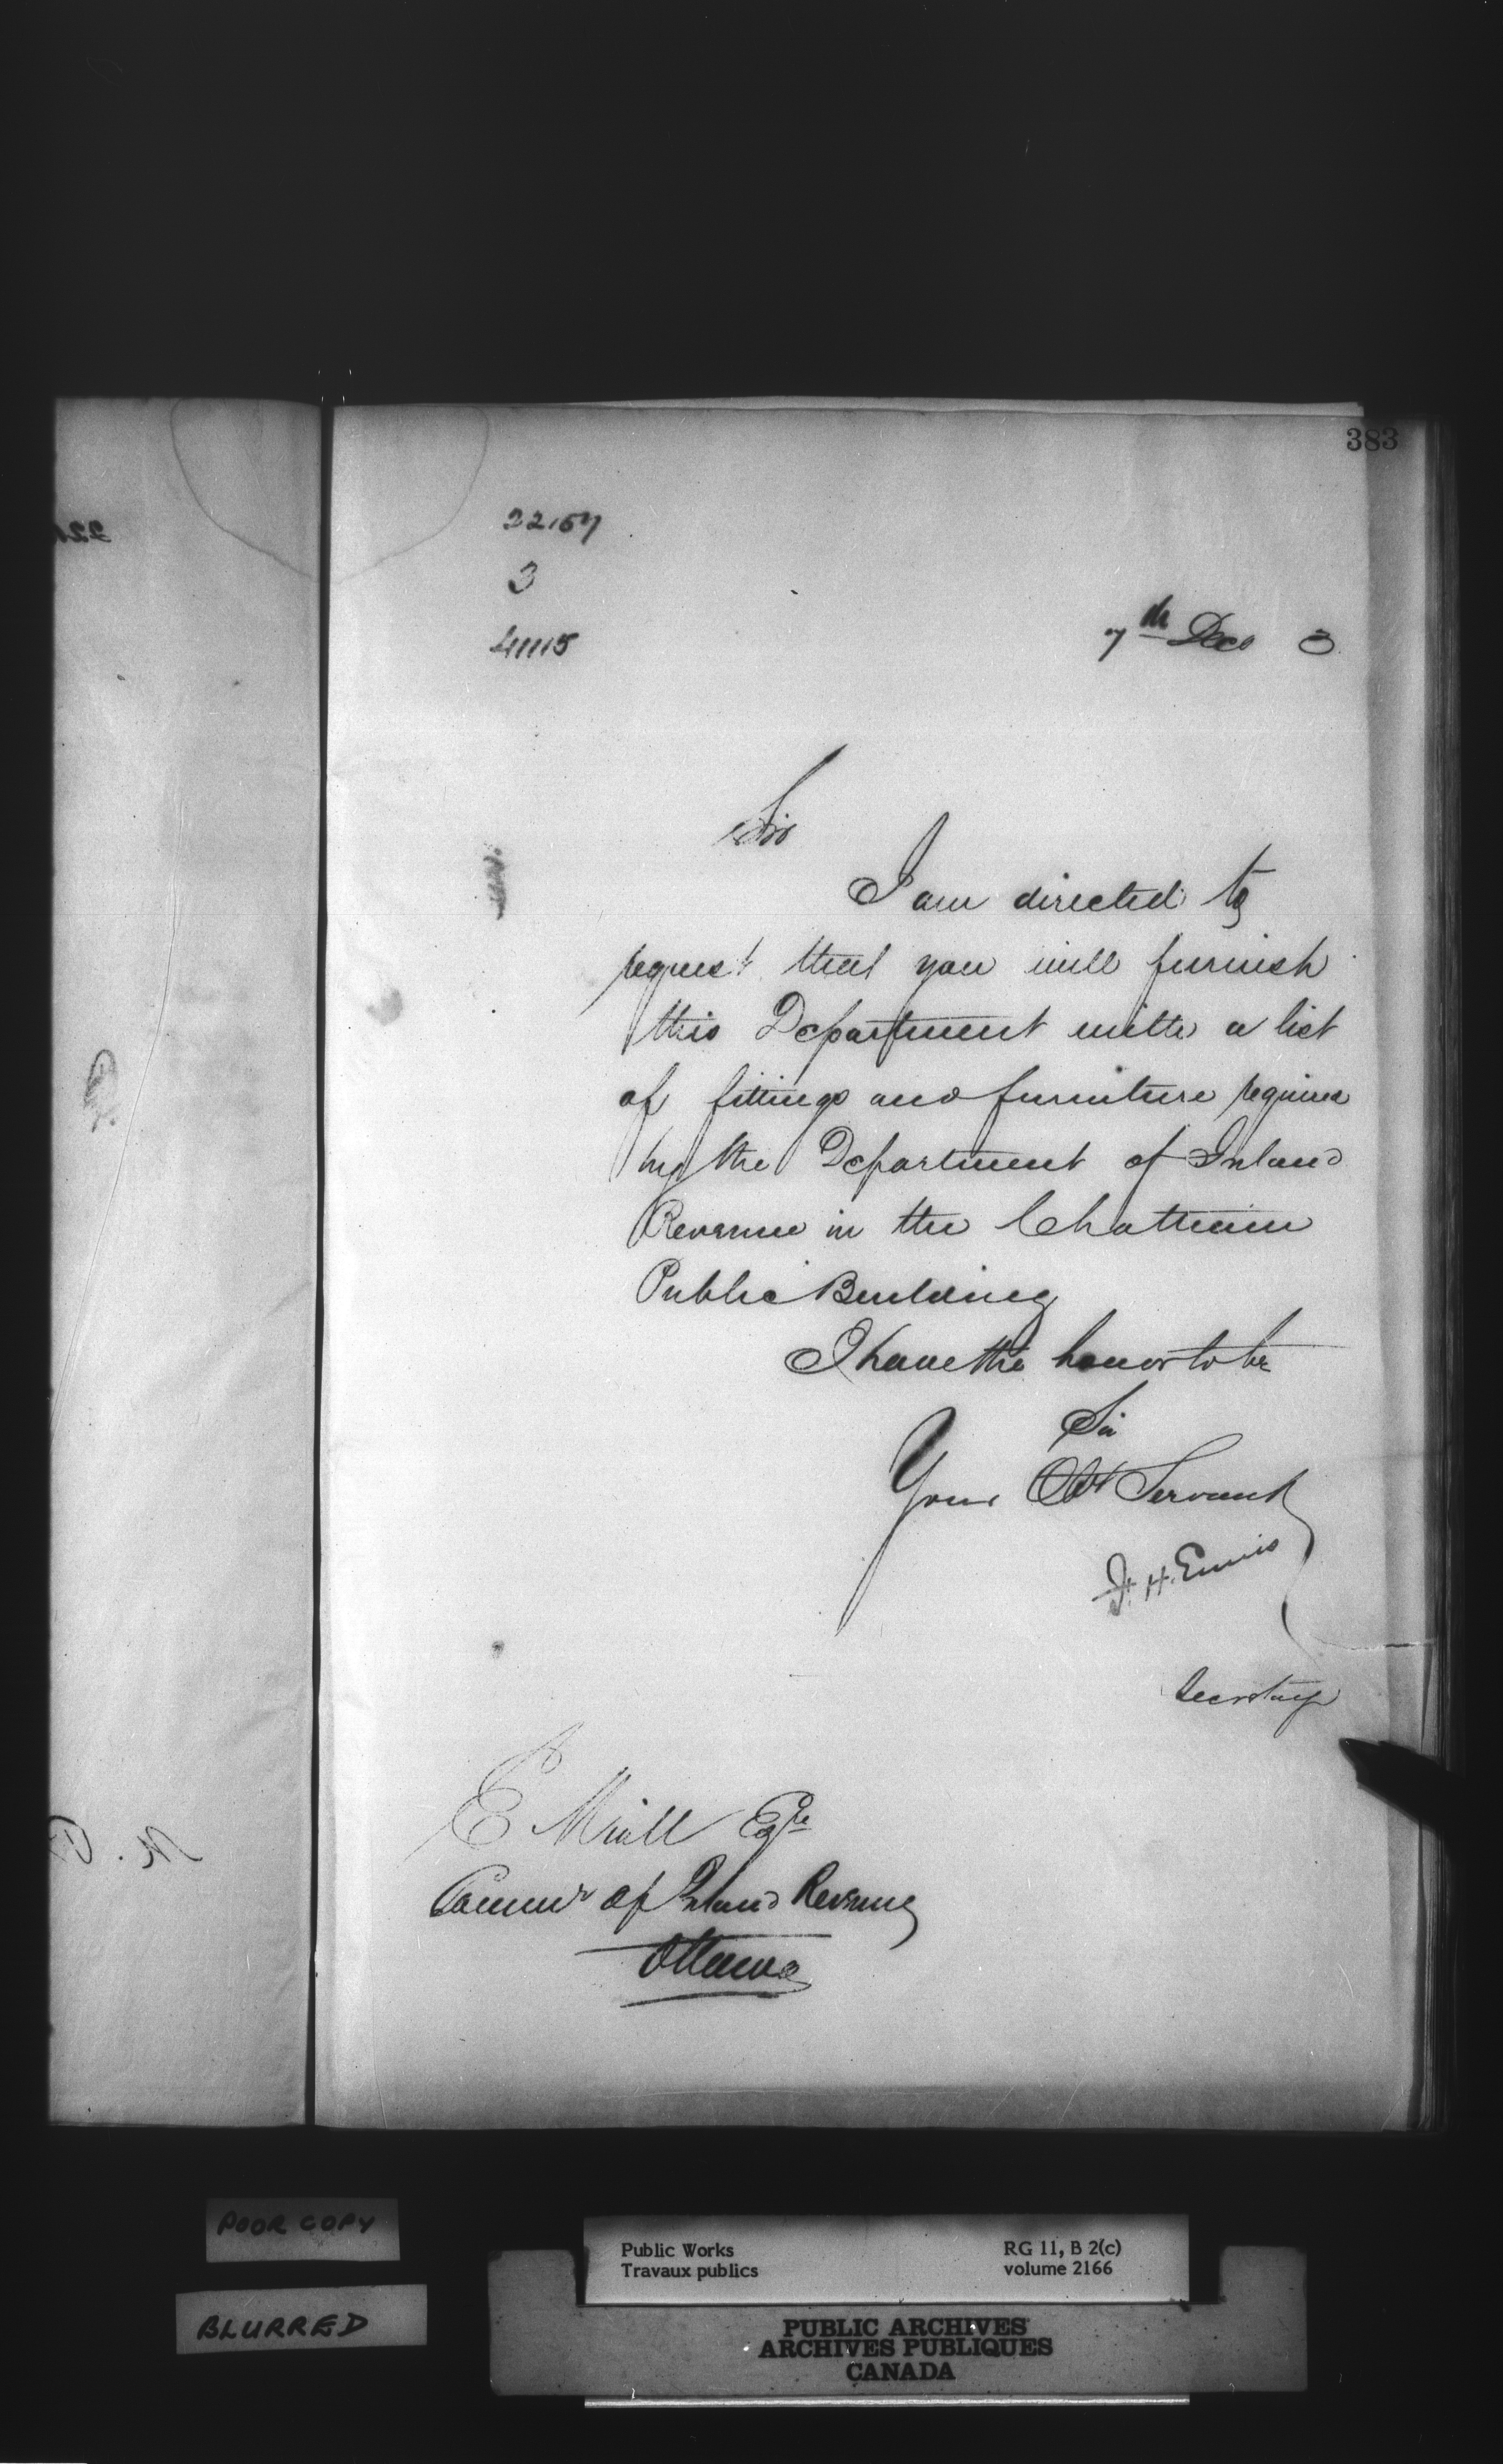 383
22157
3
41115
7th Dec 3
Sir
I am directed to
request that you will furnish
this Department with a list
of fittings and furniture required
by the Department of Inland
Revenue in the Chatham
Public Building
I have the honor to be
Sir
Your Obt Servant
F. H. Ennis
Secretary
E Miall Esqre
Commr of Inland Revenue
Ottawa
POOR COPY
BLURRED
Public Works
Travaux publics
RG 11, B 2(c)
volume 2166
PUBLIC ARCHIVES
ARCHIVES PUBLIQUES
CANADA